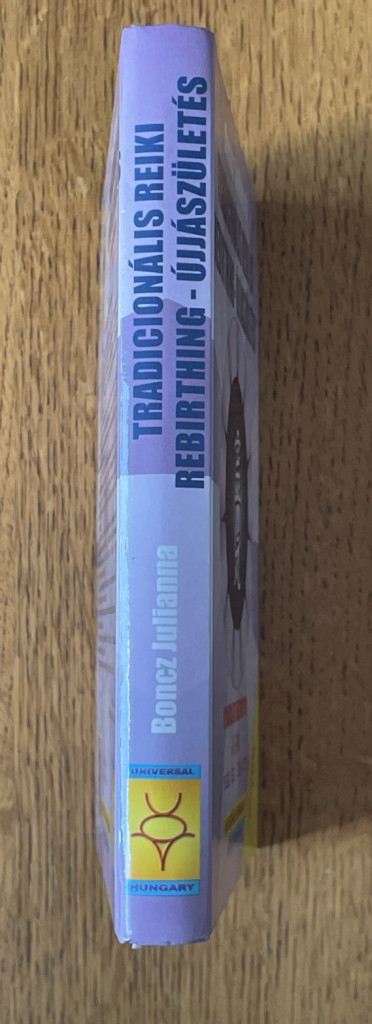 TRADICIONÁLIS REIKI
REBIRTHING - ÚJJÁSZÜLETÉS
Boncz Julianna
UNIVERSAL
HUNGARY